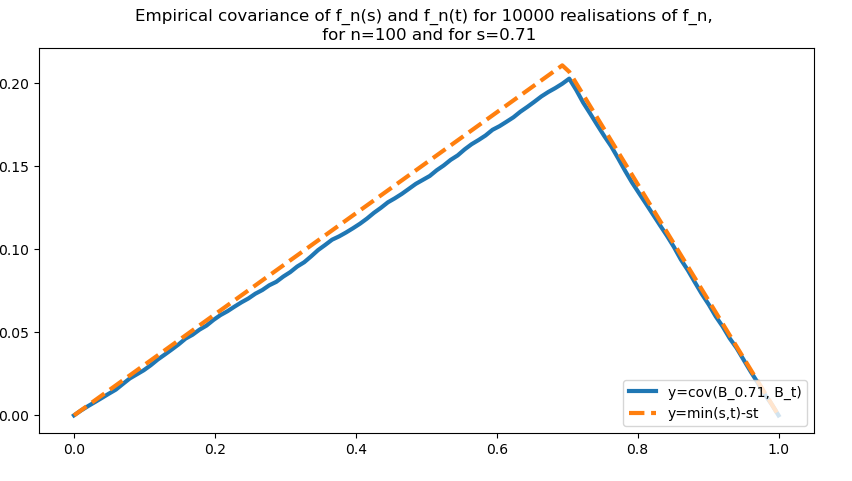 Empirical covariance of f_n(s) and f_n(t) for 10000 realisations of f_n,
for n=100 and for s=0.71
0.20
0.15
0.10
0.05
0.00
y=cov(B_0.71, B_t)
y=min(s,t)-st
0.0 0.2 0.4 0.6 0.8 1.0